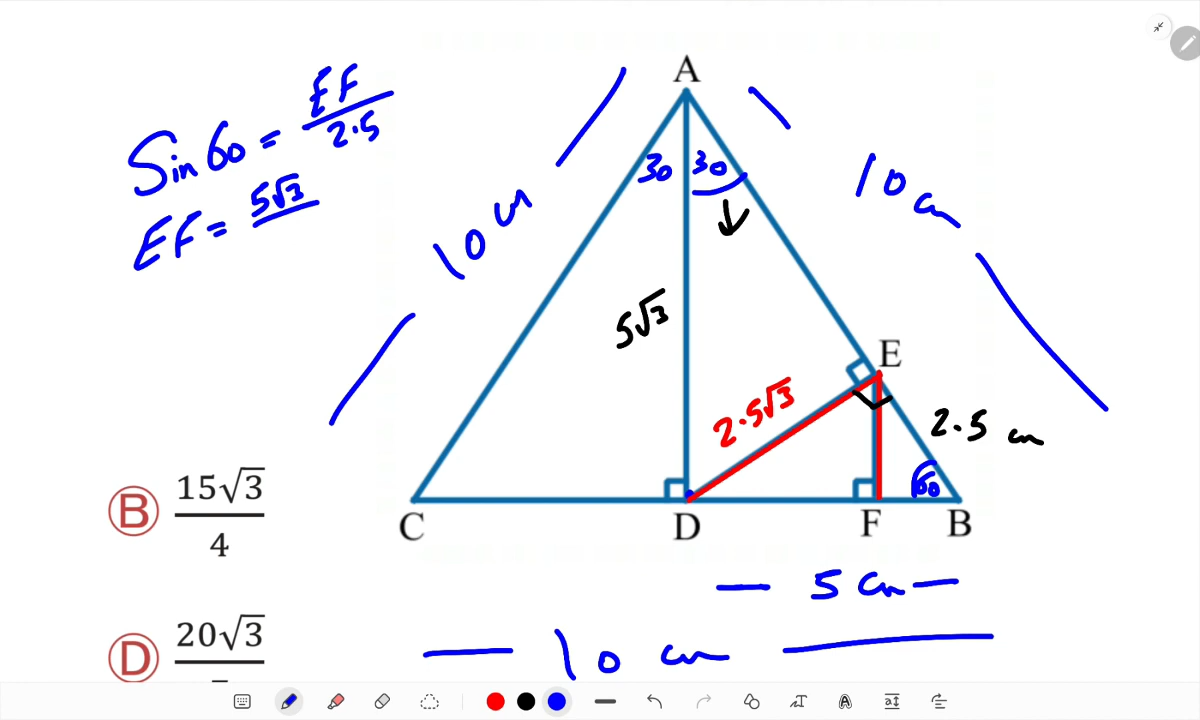 A
Sin 60 = EF/2.5
EF = 5√3
30
30
10 cm
10 cm
5√3
E
2.5√3
2.5 cm
60
B 15√3/4
C
D
F
B
5 cm
D 20√3
10 cm